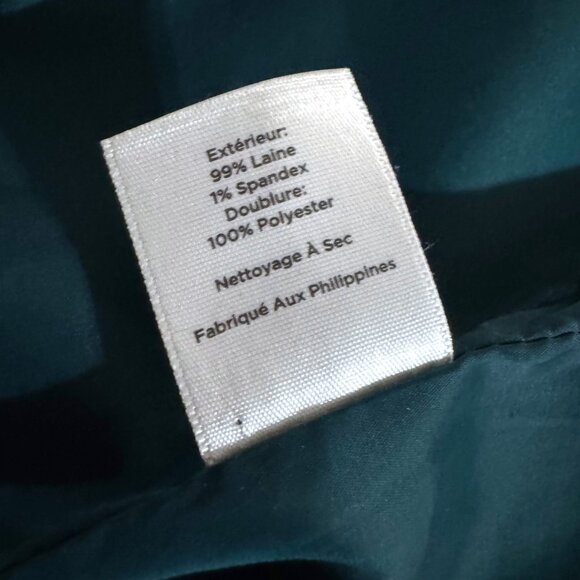 Extérieur:
99% Laine
1% Spandex
Doublure:
100% Polyester
Nettoyage À Sec
Fabriqué Aux Philippines